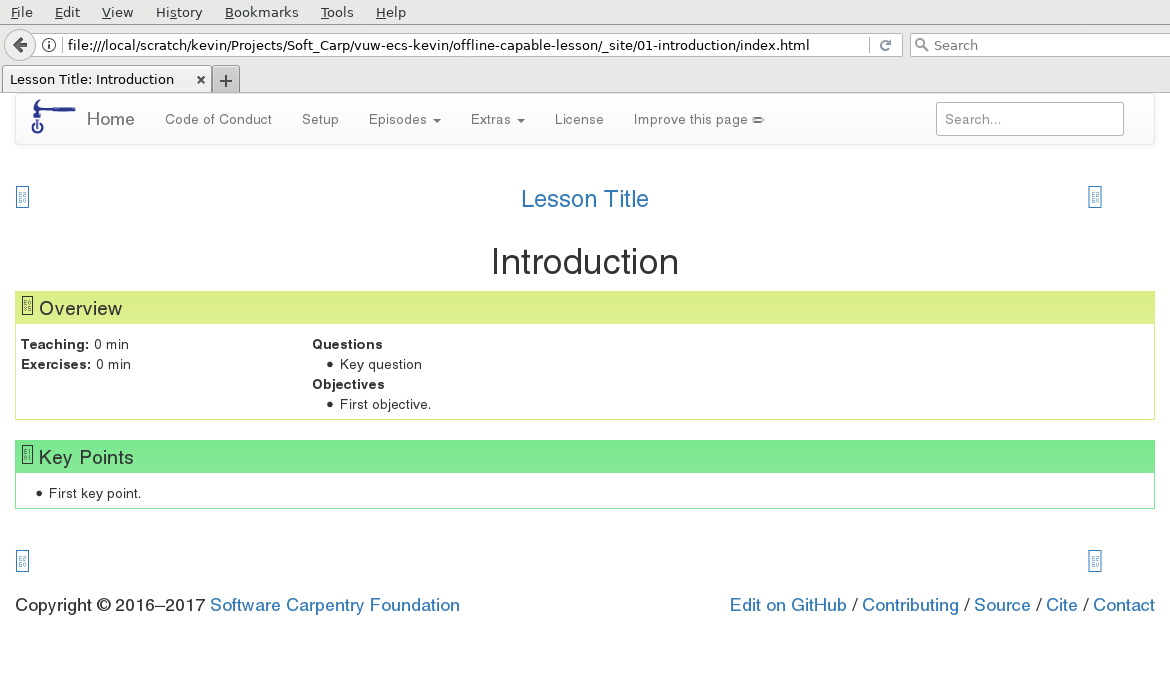 File Edit View History Bookmarks Tools Help
file:///local/scratch/kevin/Projects/Soft_Carp/vuw-ecs-kevin/offline-capable-lesson/_site/01-introduction/index.html Search
Lesson Title: Introduction
Home Code of Conduct Setup Episodes Extras License Improve this page Search...
Lesson Title
Introduction
Overview
Teaching: 0 min
Exercises: 0 min
Questions
• Key question
Objectives
• First objective.
Key Points
• First key point.
Copyright © 2016–2017 Software Carpentry Foundation
Edit on GitHub / Contributing / Source / Cite / Contact